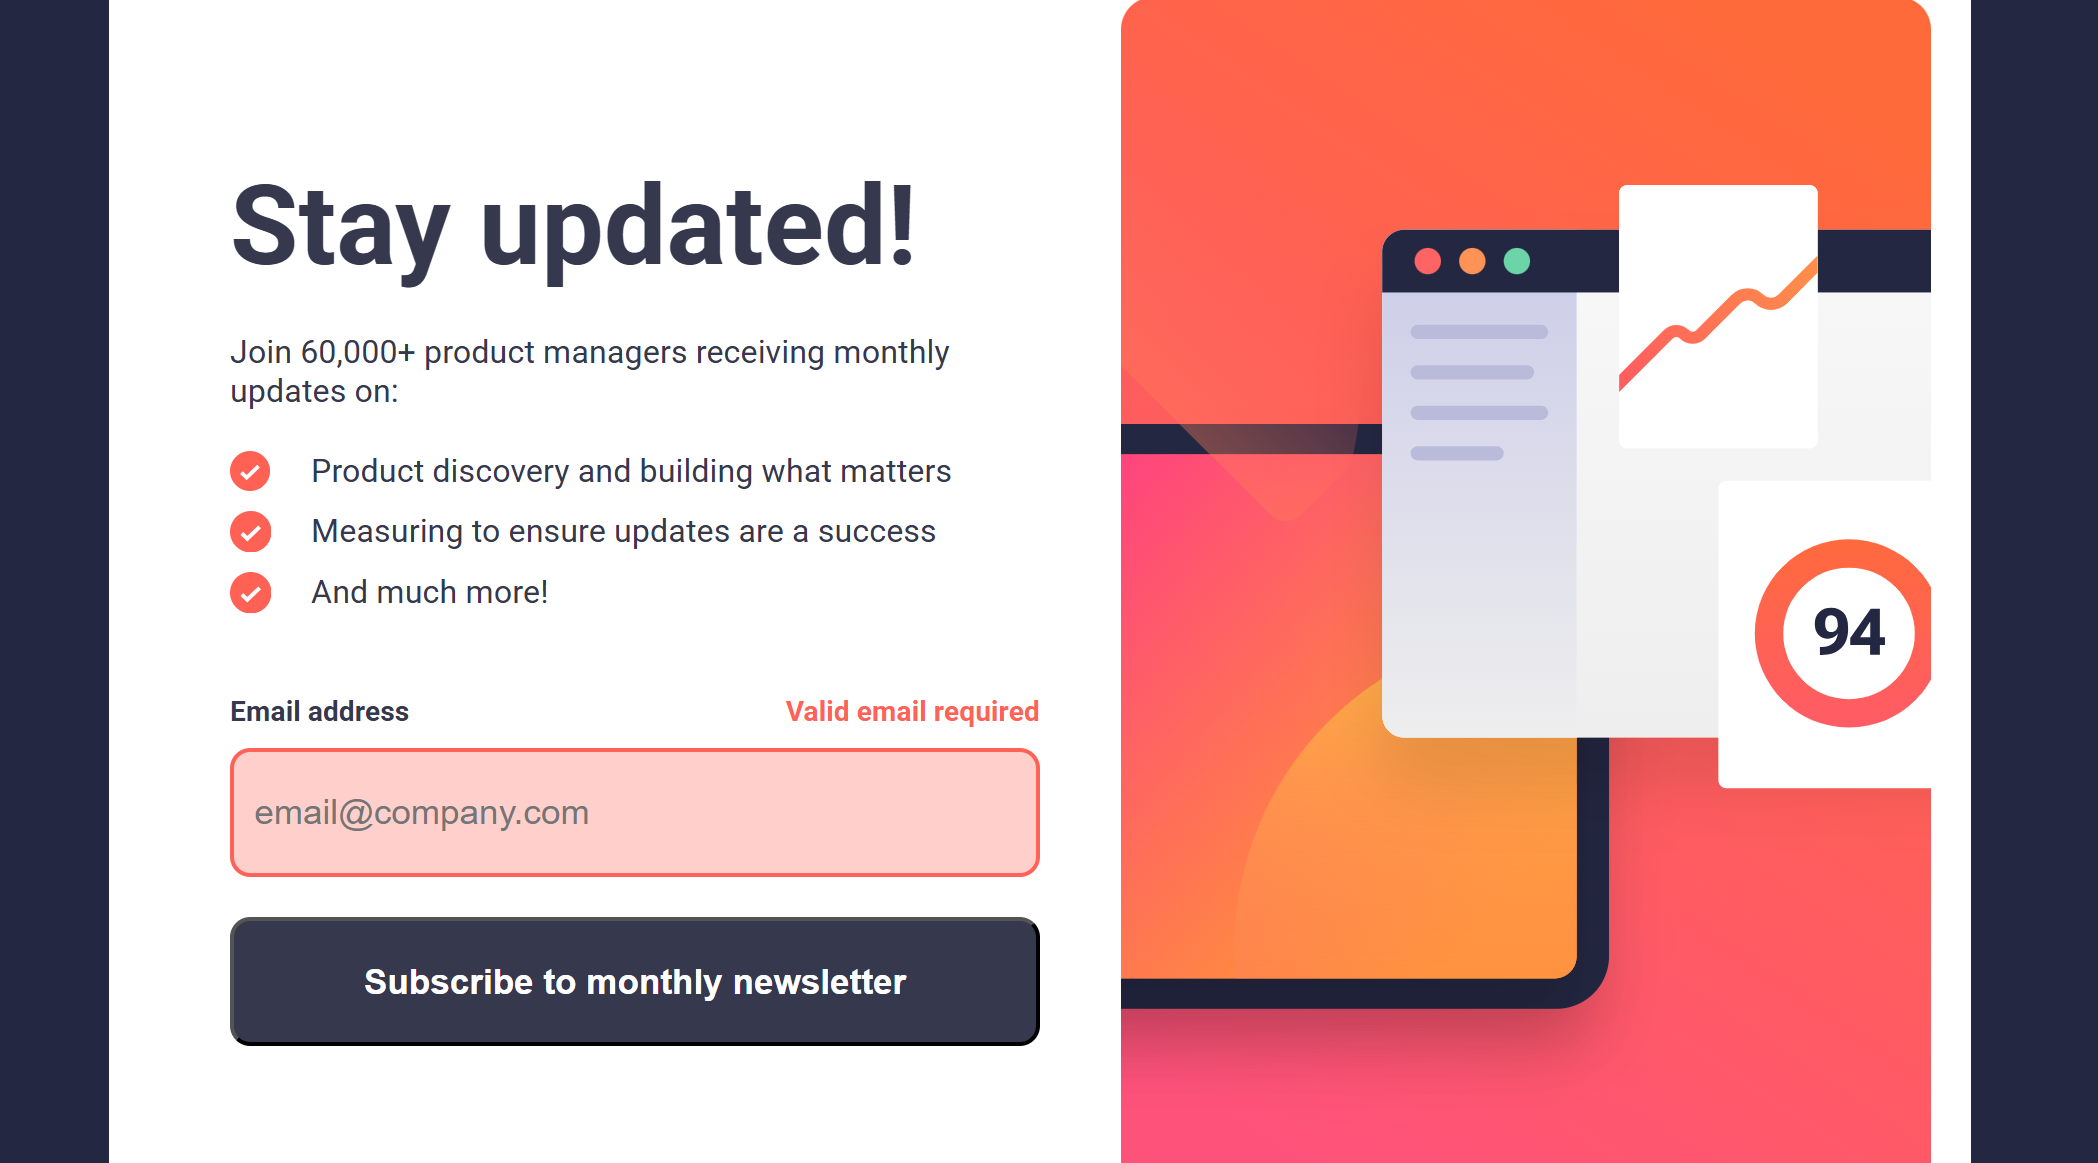 Stay updated!
Join 60,000+ product managers receiving monthly
updates on:
Product discovery and building what matters
Measuring to ensure updates are a success
And much more!
Email address
Valid email required
email@company.com
Subscribe to monthly newsletter
94